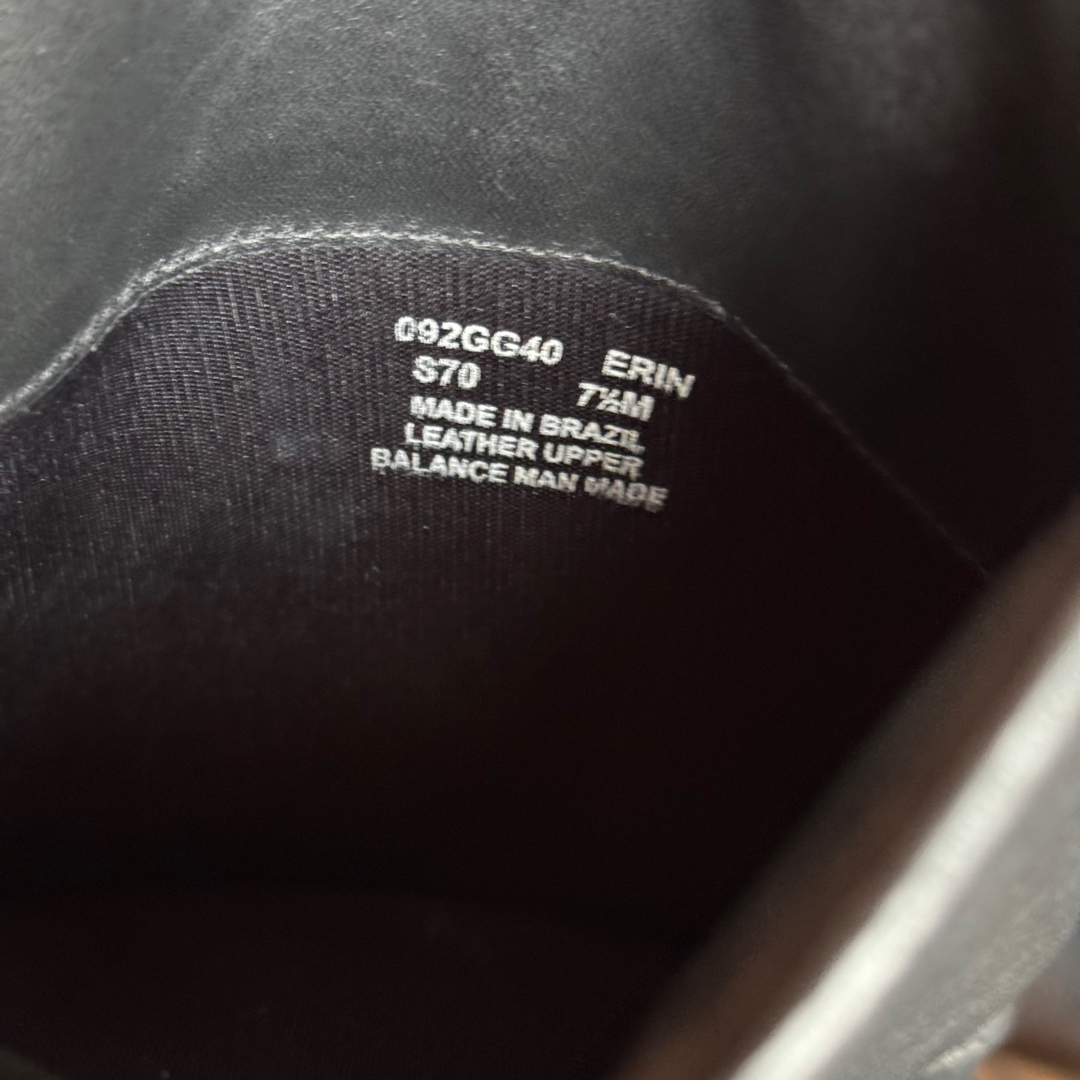 092GG40 ERIN
S70 7½M
MADE IN BRAZIL
LEATHER UPPER
BALANCE MAN MADE